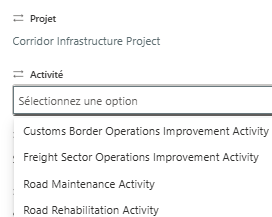 Projet
Corridor Infrastructure Project
Activité
Sélectionnez une option
Customs Border Operations Improvement Activity
Freight Sector Operations Improvement Activity
Road Maintenance Activity
Road Rehabilitation Activity